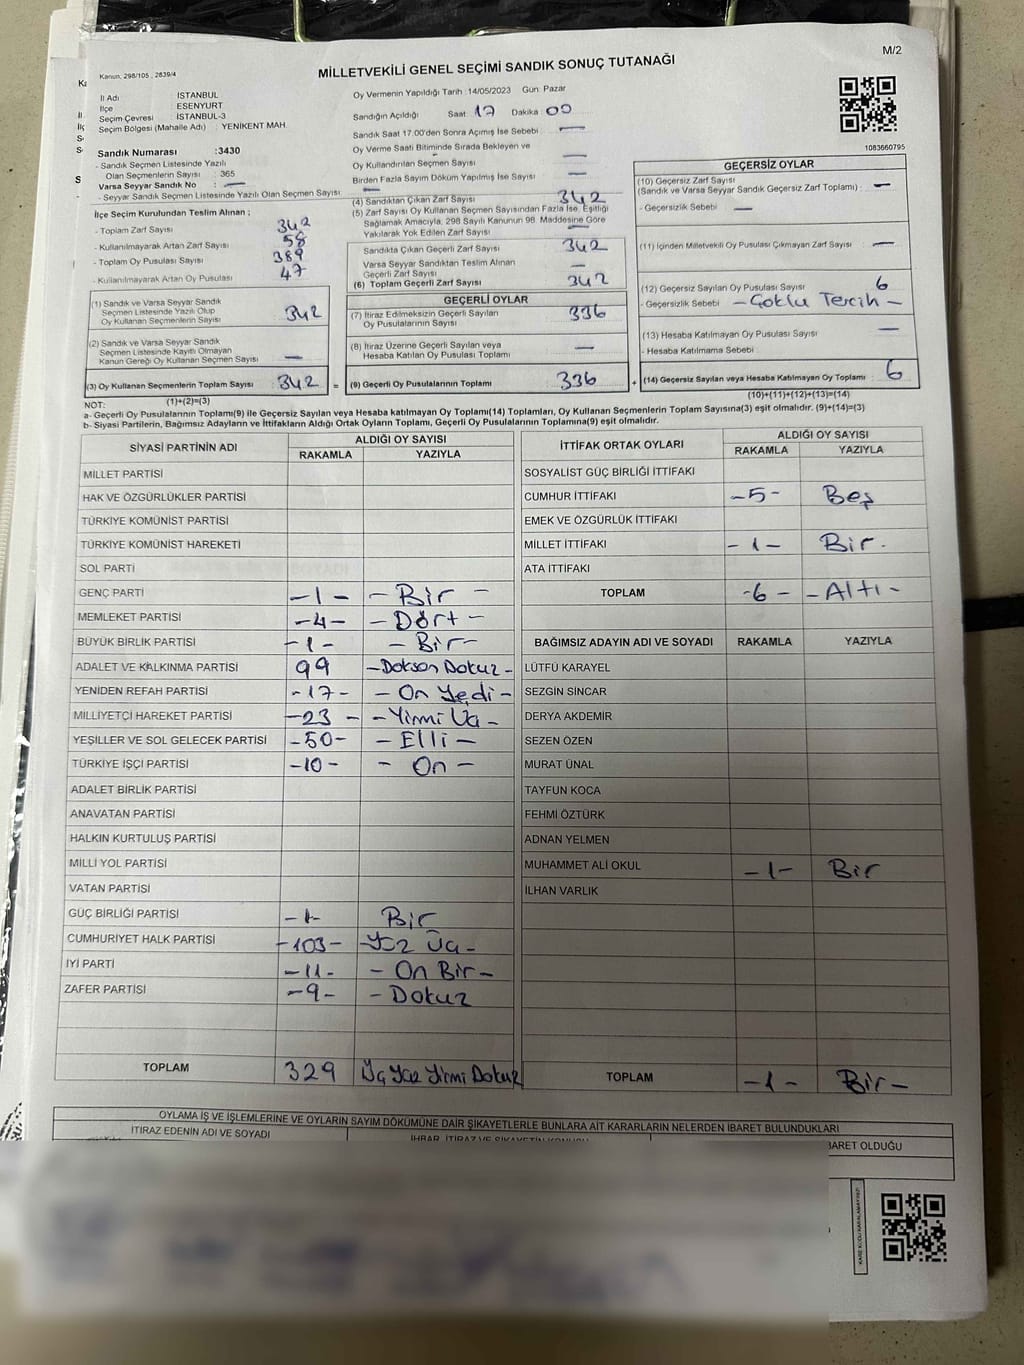 M/2
Kanun, 298/105 , 2839/4
MİLLETVEKİLİ GENEL SEÇİMİ SANDIK SONUÇ TUTANAĞI
İl Adı İSTANBUL
İlçe ESENYURT
Seçim Çevresi İSTANBUL-3
Seçim Bölgesi (Mahalle Adı) : YENİKENT MAH.
Sandık Numarası :3430
- Sandık Seçmen Listesinde Yazılı
Olan Seçmenlerin Sayısı : 365
Varsa Seyyar Sandık No : —
- Seyyar Sandık Seçmen Listesinde Yazılı Olan Seçmen Sayısı: —
Oy Vermenin Yapıldığı Tarih : 14/05/2023 Gün: Pazar
Sandığın Açıldığı Saat 17 Dakika : 00
Sandık Saat 17.00'den Sonra Açımış İse Sebebi : —
Oy Verme Saati Bitiminde Sırada Bekleyen ve
Oy Kullandırılan Seçmen Sayısı —
Birden Fazla Sayım Döküm Yapılmış İse Sayısı : —
1083660795
İlçe Seçim Kurulundan Teslim Alınan ;
- Toplam Zarf Sayısı 342
- Kullanılmayarak Artan Zarf Sayısı 58
- Toplam Oy Pusulası Sayısı 389
- Kullanılmayarak Artan Oy Pusulası 47
(1) Sandık ve Varsa Seyyar Sandık
Seçmen Listesinde Yazılı Olup
Oy Kullanan Seçmenlerin Sayısı : 342
(2) Sandık ve Varsa Seyyar Sandık
Seçmen Listesinde Kayıtlı Olmayan
Kanun Gereği Oy Kullanan Seçmen Sayısı : —
(3) Oy Kullanan Seçmenlerin Toplam Sayısı : 342 =
(1)+(2)=(3)
(4) Sandıktan Çıkan Zarf Sayısı 342
(5) Zarf Sayısı Oy Kullanan Seçmen Sayısından Fazla İse, Eşitliği
Sağlamak Amacıyla, 298 Sayılı Kanunun 98. Maddesine Göre
Yakılarak Yok Edilen Zarf Sayısı : —
Sandıkta Çıkan Geçerli Zarf Sayısı 342
Varsa Seyyar Sandıktan Teslim Alınan
Geçerli Zarf Sayısı —
(6) Toplam Geçerli Zarf Sayısı : 342
GEÇERLİ OYLAR
(7) İtiraz Edilmeksizin Geçerli Sayılan
Oy Pusulalarının Sayısı : 336
(8) İtiraz Üzerine Geçerli Sayılan veya
Hesaba Katılan Oy Pusulası Toplamı : —
(9) Geçerli Oy Pusulalarının Toplamı : 336 +
GEÇERSİZ OYLAR
(10) Geçersiz Zarf Sayısı
(Sandık ve Varsa Seyyar Sandık Geçersiz Zarf Toplamı) : —
- Geçersizlik Sebebi : —
(11) İçinden Milletvekili Oy Pusulası Çıkmayan Zarf Sayısı : —
(12) Geçersiz Sayılan Oy Pusulası Sayısı : 6
- Geçersizlik Sebebi - Çoklu Tercih -
(13) Hesaba Katılmayan Oy Pusulası Sayısı : —
- Hesaba Katılmama Sebebi
(14) Geçersiz Sayılan veya Hesaba Katılmayan Oy Toplamı : 6
(10)+(11)+(12)+(13)=(14)
NOT:
a- Geçerli Oy Pusulalarının Toplamı(9) ile Geçersiz Sayılan veya Hesaba katılmayan Oy Toplamı(14) Toplamları, Oy Kullanan Seçmenlerin Toplam Sayısına(3) eşit olmalıdır. (9)+(14)=(3)
b- Siyasi Partilerin, Bağımsız Adayların ve İttifakların Aldığı Ortak Oyların Toplamı, Geçerli Oy Pusulalarının Toplamına(9) eşit olmalıdır.
SİYASİ PARTİNİN ADI ALDIĞI OY SAYISI
RAKAMLA YAZIYLA
MİLLET PARTİSİ
HAK VE ÖZGÜRLÜKLER PARTİSİ
TÜRKİYE KOMÜNİST PARTİSİ
TÜRKİYE KOMÜNİST HAREKETİ
SOL PARTİ
GENÇ PARTİ -1- - Bir -
MEMLEKET PARTİSİ -4- - Dört -
BÜYÜK BİRLİK PARTİSİ -1- - Bir -
ADALET VE KALKINMA PARTİSİ 99 - Doksan Dokuz -
YENİDEN REFAH PARTİSİ -17- - On Yedi -
MİLLİYETÇİ HAREKET PARTİSİ -23- - Yirmi Üç -
YEŞİLLER VE SOL GELECEK PARTİSİ -50- - Elli -
TÜRKİYE İŞÇİ PARTİSİ -10- - On -
ADALET BİRLİK PARTİSİ
ANAVATAN PARTİSİ
HALKIN KURTULUŞ PARTİSİ
MİLLİ YOL PARTİSİ
VATAN PARTİSİ
GÜÇ BİRLİĞİ PARTİSİ -1- Bir
CUMHURİYET HALK PARTİSİ -103- -Yüz Üç-
İYİ PARTİ -11- - On Bir -
ZAFER PARTİSİ -9- - Dokuz
TOPLAM 329 Üç Yüz Yirmi Dokuz
İTTİFAK ORTAK OYLARI ALDIĞI OY SAYISI
RAKAMLA YAZIYLA
SOSYALİST GÜÇ BİRLİĞİ İTTİFAKI
CUMHUR İTTİFAKI -5- Beş
EMEK VE ÖZGÜRLÜK İTTİFAKI
MİLLET İTTİFAKI -1- Bir.
ATA İTTİFAKI
TOPLAM -6- - Altı -
BAĞIMSIZ ADAYIN ADI VE SOYADI RAKAMLA YAZIYLA
LÜTFÜ KARAYEL
SEZGİN SİNCAR
DERYA AKDEMİR
SEZEN ÖZEN
MURAT ÜNAL
TAYFUN KOCA
FEHMİ ÖZTÜRK
ADNAN YELMEN
MUHAMMET ALİ OKUL -1- Bir
İLHAN VARLIK
TOPLAM -1- Bir -
OYLAMA İŞ VE İŞLEMLERİNE VE OYLARIN SAYIM DÖKÜMÜNE DAİR ŞİKAYETLERLE BUNLARA AİT KARARLARIN NELERDEN İBARET BULUNDUKLARI
İTİRAZ EDENİN ADI VE SOYADI
İHBAR, İTİRAZ VE ŞİKAYETİN KONUSU
BARET OLDUĞU
KARE KODU KARALAMAYINIZ!